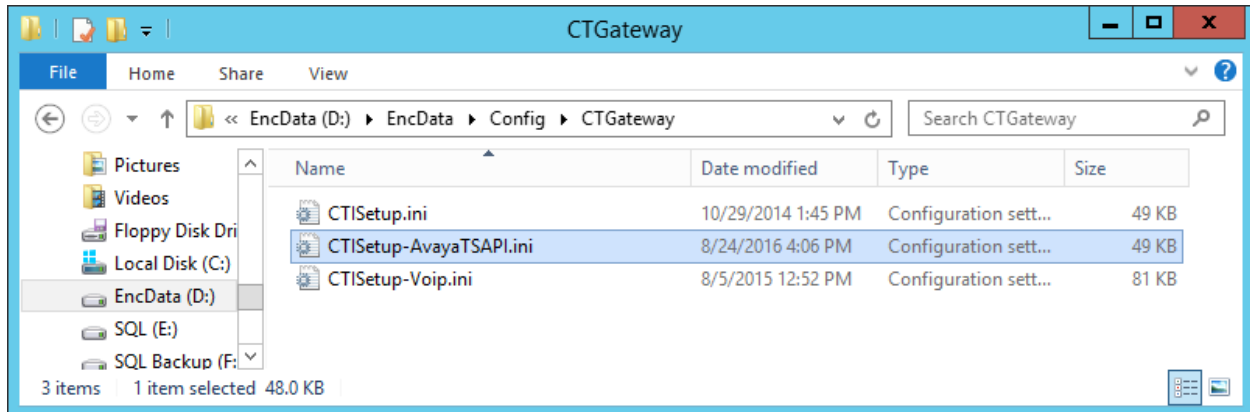 CTGateway
File Home Share View
« EncData (D:) EncData Config CTGateway Search CTGateway
Pictures
Videos
Floppy Disk Dri
Local Disk (C:)
EncData (D:)
SQL (E:)
SQL Backup (F:
Name Date modified Type Size
CTISetup.ini 10/29/2014 1:45 PM Configuration sett... 49 KB
CTISetup-AvayaTSAPI.ini 8/24/2016 4:06 PM Configuration sett... 49 KB
CTISetup-Voip.ini 8/5/2015 12:52 PM Configuration sett... 81 KB
3 items 1 item selected 48.0 KB